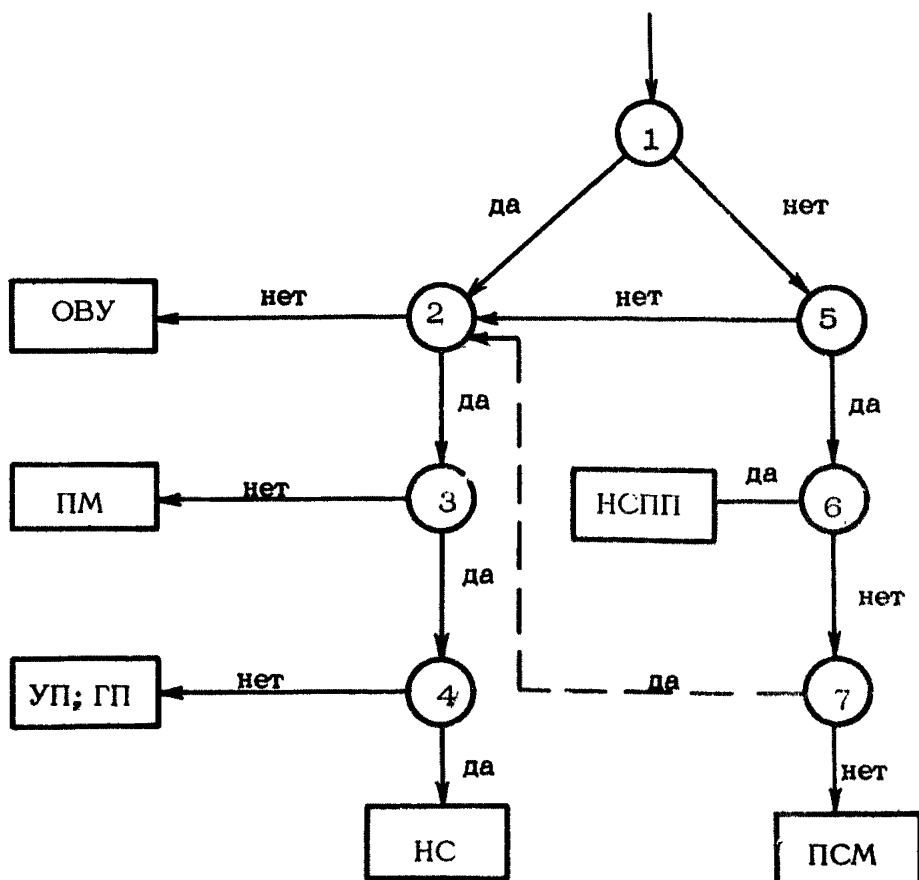 1
да
нет
ОВУ
нет
2
нет
5
да
да
ПМ
нет
3
НСПП
да
6
да
нет
УП; ГП
нет
4
да
7
да
нет
НС
ПСМ